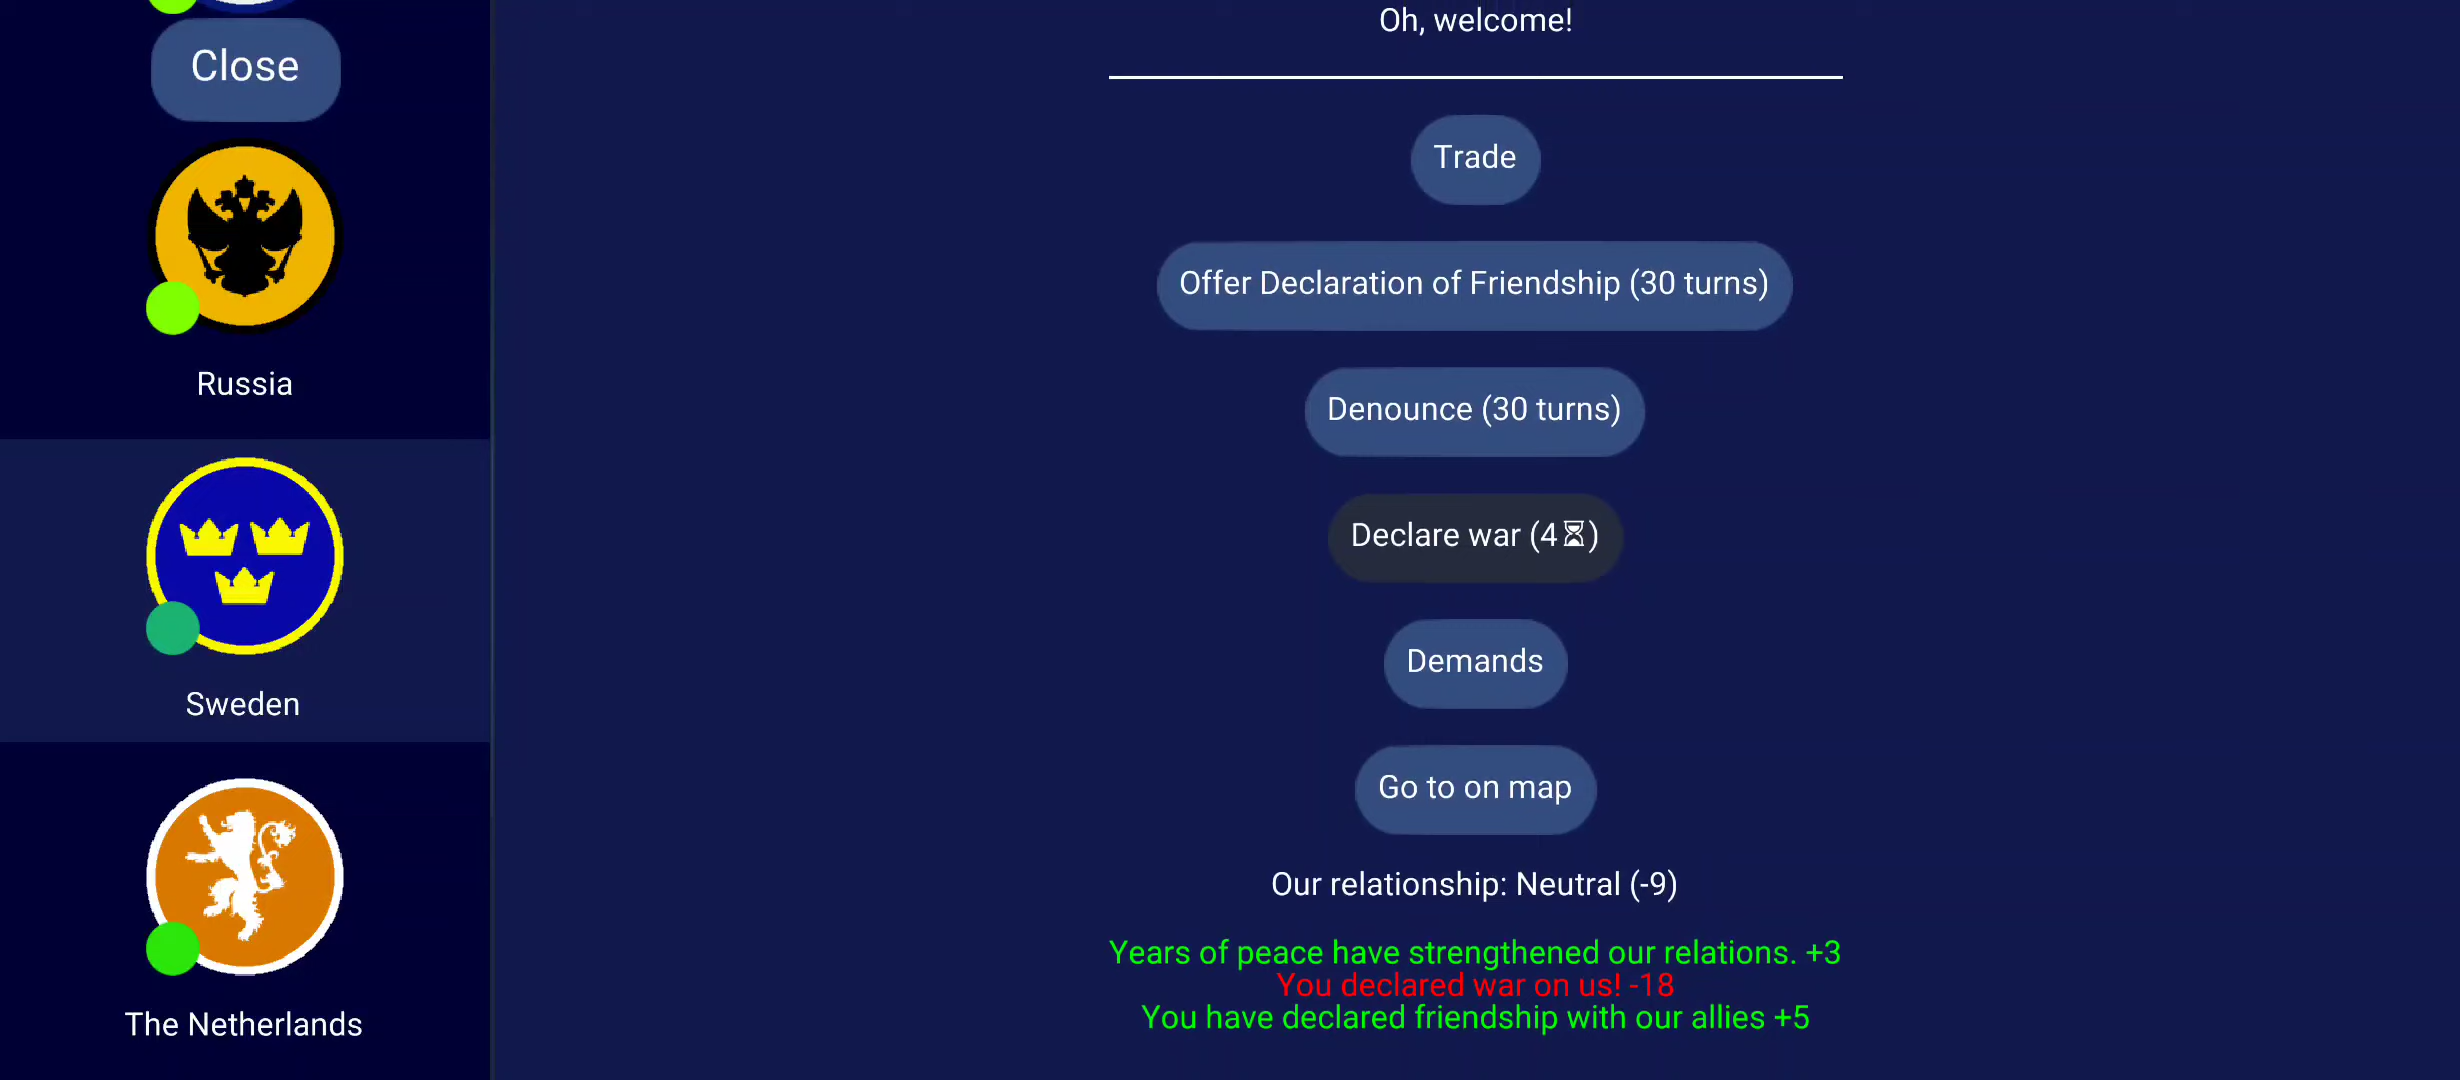 Close
Russia
Sweden
The Netherlands
Oh, welcome!
Trade
Offer Declaration of Friendship (30 turns)
Denounce (30 turns)
Declare war (4⏳)
Demands
Go to on map
Our relationship: Neutral (-9)
Years of peace have strengthened our relations. +3
You declared war on us! -18
You have declared friendship with our allies +5